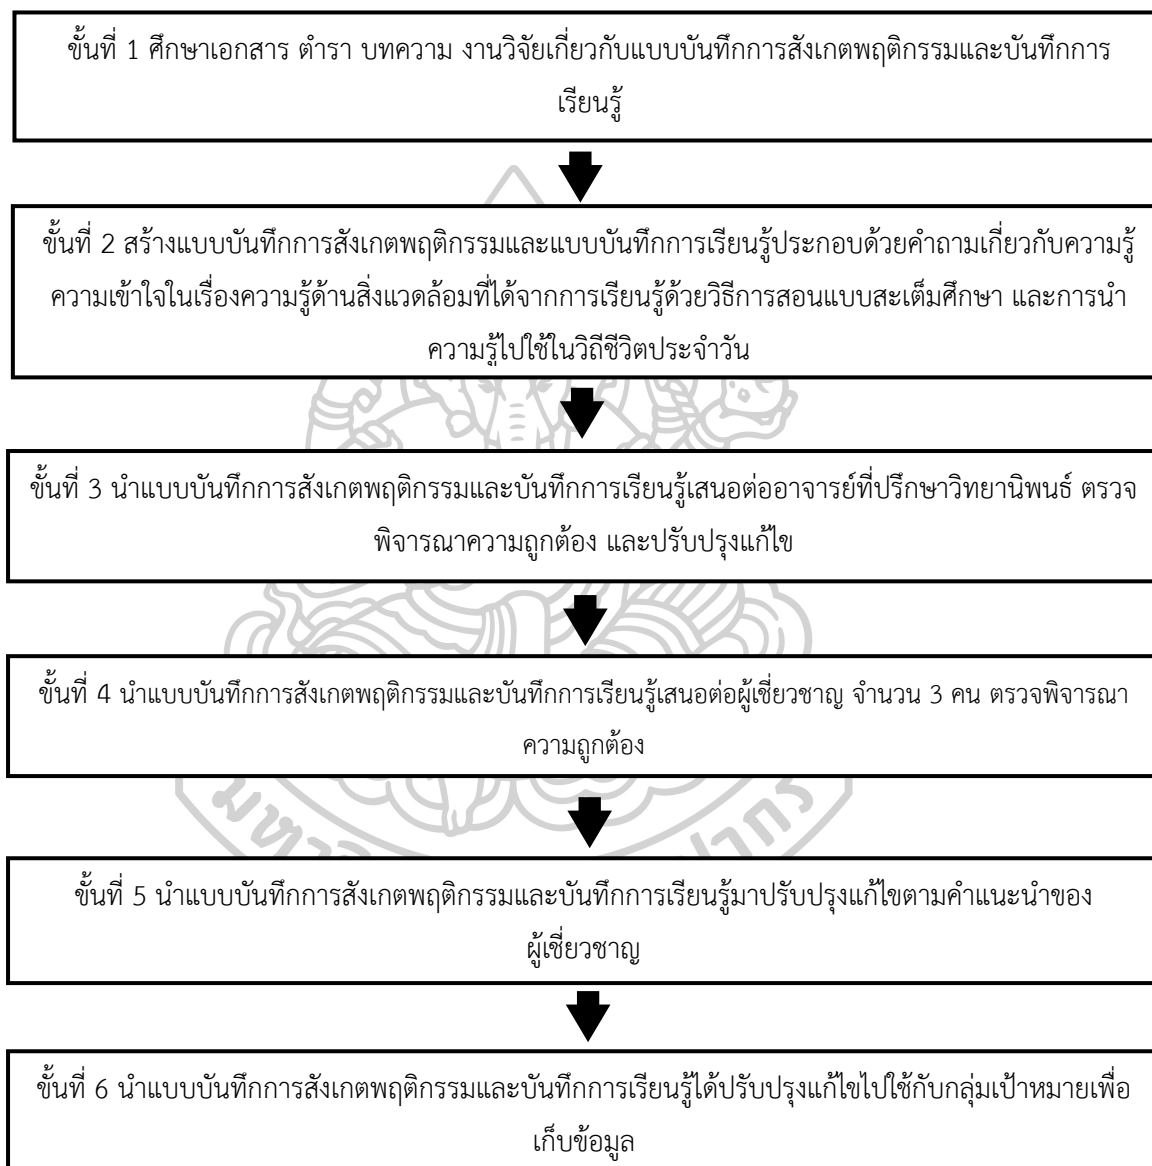 ขั้นที่ 1 ศึกษาเอกสาร ตำรา บทความ งานวิจัยเกี่ยวกับแบบบันทึกการสังเกตพฤติกรรมและบันทึกการ
เรียนรู้
ขั้นที่ 2 สร้างแบบบันทึกการสังเกตพฤติกรรมและแบบบันทึกการเรียนรู้ประกอบด้วยคำถามเกี่ยวกับความรู้
ความเข้าใจในเรื่องความรู้ด้านสิ่งแวดล้อมที่ได้จากการเรียนรู้ด้วยวิธีการสอนแบบสะเต็มศึกษา และการนำ
ความรู้ไปใช้ในวิถีชีวิตประจำวัน
ขั้นที่ 3 นำแบบบันทึกการสังเกตพฤติกรรมและบันทึกการเรียนรู้เสนอต่ออาจารย์ที่ปรึกษาวิทยานิพนธ์ ตรวจ
พิจารณาความถูกต้อง และปรับปรุงแก้ไข
ขั้นที่ 4 นำแบบบันทึกการสังเกตพฤติกรรมและบันทึกการเรียนรู้เสนอต่อผู้เชี่ยวชาญ จำนวน 3 คน ตรวจพิจารณา
ความถูกต้อง
ขั้นที่ 5 นำแบบบันทึกการสังเกตพฤติกรรมและบันทึกการเรียนรู้มาปรับปรุงแก้ไขตามคำแนะนำของ
ผู้เชี่ยวชาญ
ขั้นที่ 6 นำแบบบันทึกการสังเกตพฤติกรรมและบันทึกการเรียนรู้ได้ปรับปรุงแก้ไขไปใช้กับกลุ่มเป้าหมายเพื่อ
เก็บข้อมูล